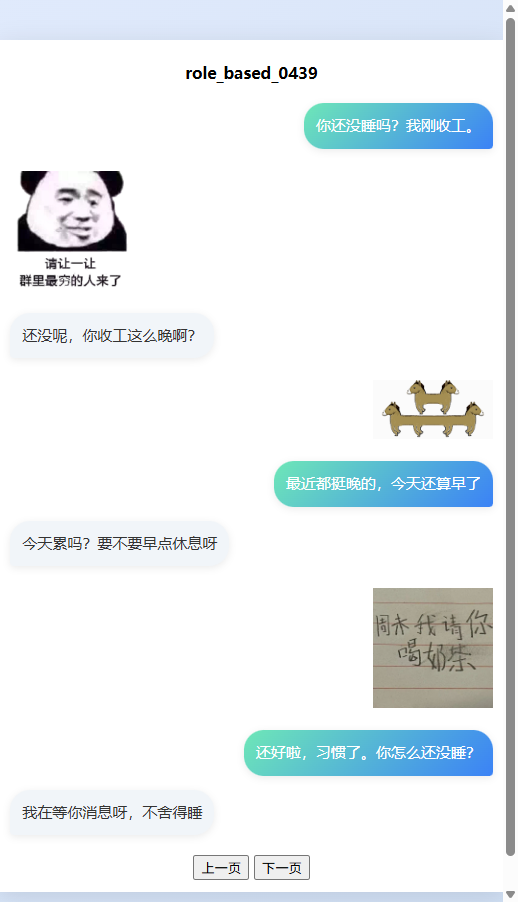 role_based_0439
你还没睡吗？我刚收工。
请让一让
群里最穷的人来了
还没呢，你收工这么晚啊？
最近都挺晚的，今天还算早了
今天累吗？要不要早点休息呀
周末我请你
喝奶茶
还好啦，习惯了。你怎么还没睡？
我在等你消息呀，不舍得睡
上一页 下一页